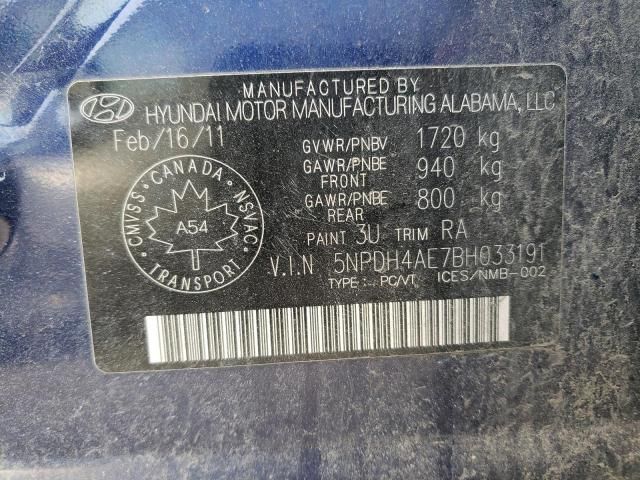 MANUFACTURED BY
HYUNDAI MOTOR MANUFACTURING ALABAMA, LLC
Feb/16/11
GVWR/PNBV 1720 kg
GAWR/PNBE FRONT 940 kg
GAWR/PNBE REAR 800 kg
PAINT 3U TRIM RA
V.I.N 5NPDH4AE7BH033191
TYPE : PC/VT ICES/NMB-002
CANADA
CMVSS
NSVAC
A54
TRANSPORT